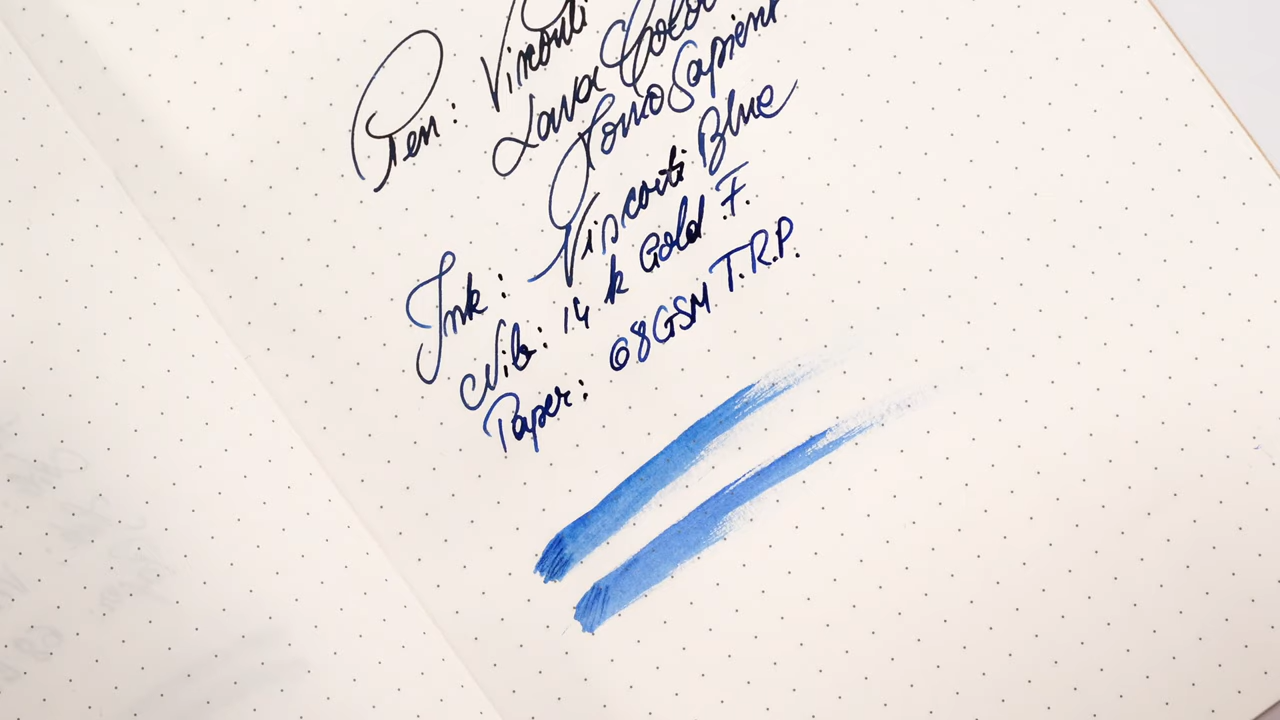 Pen: Visconti
Lava Color
Homo Sapiens
Ink: Visconti Blue
Nib: 14 k Gold F.
Paper: 68GSM T.R.P.